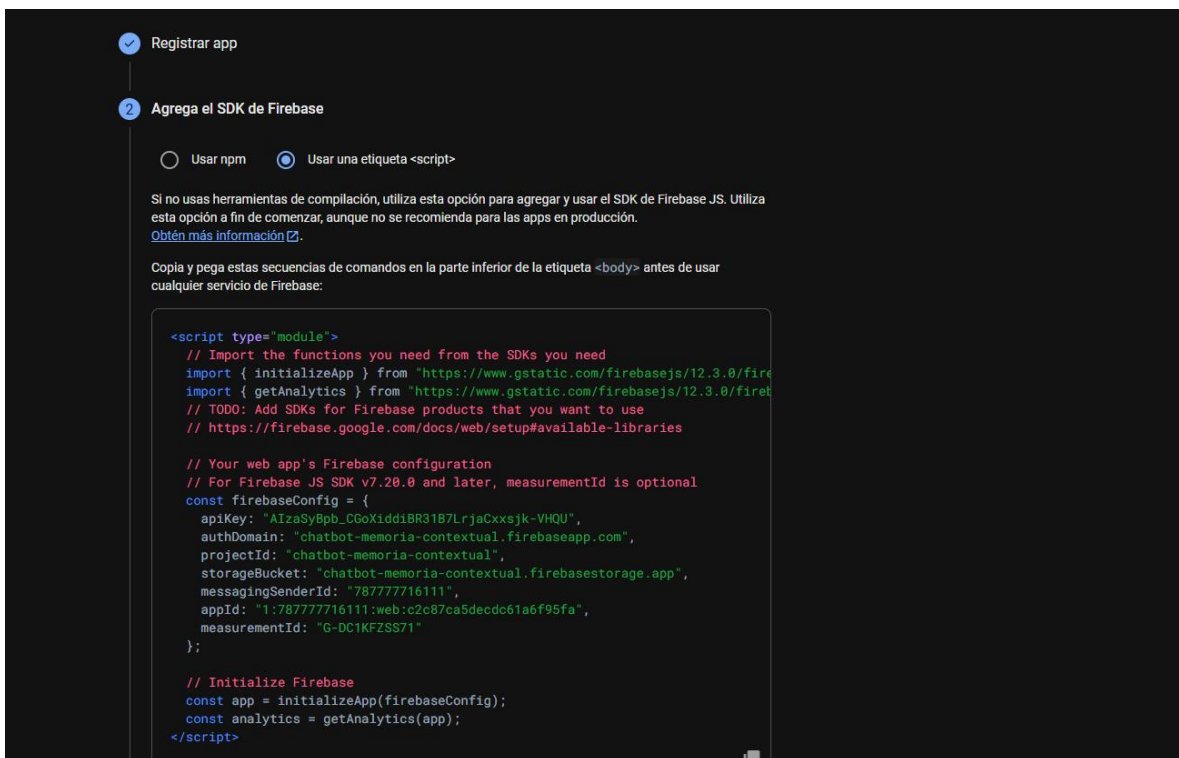 Registrar app
2 Agrega el SDK de Firebase
Usar npm Usar una etiqueta <script>
Si no usas herramientas de compilación, utiliza esta opción para agregar y usar el SDK de Firebase JS. Utiliza
esta opción a fin de comenzar, aunque no se recomienda para las apps en producción.
Obtén más información.
Copia y pega estas secuencias de comandos en la parte inferior de la etiqueta <body> antes de usar
cualquier servicio de Firebase:
<script type="module">
// Import the functions you need from the SDKs you need
import { initializeApp } from "https://www.gstatic.com/firebasejs/12.3.0/fire
import { getAnalytics } from "https://www.gstatic.com/firebasejs/12.3.0/fireb
// TODO: Add SDKs for Firebase products that you want to use
// https://firebase.google.com/docs/web/setup#available-libraries
// Your web app's Firebase configuration
// For Firebase JS SDK v7.20.0 and later, measurementId is optional
const firebaseConfig = {
apiKey: "AIzaSyBpb_CGoXiddiBR31B7LrjaCxxsjk-VHQU",
authDomain: "chatbot-memoria-contextual.firebaseapp.com",
projectId: "chatbot-memoria-contextual",
storageBucket: "chatbot-memoria-contextual.firebasestorage.app",
messagingSenderId: "787777716111",
appId: "1:787777716111:web:c2c87ca5decdc61a6f95fa",
measurementId: "G-DC1KFZSS71"
};
// Initialize Firebase
const app = initializeApp(firebaseConfig);
const analytics = getAnalytics(app);
</script>